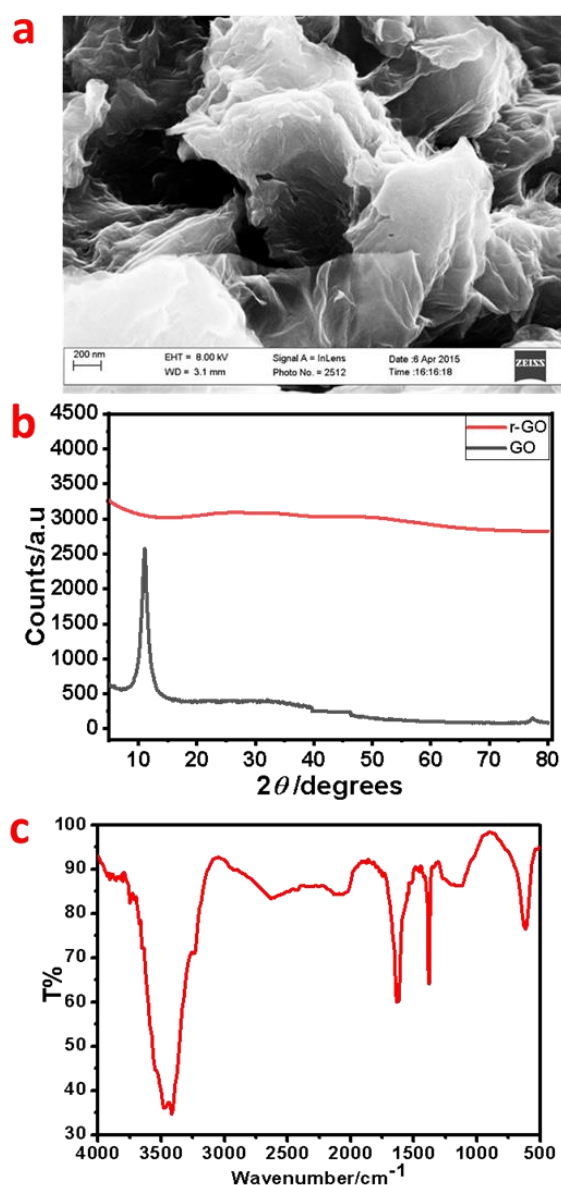 a
200 nm
EHT = 8.00 kV Signal A = InLens Date :6 Apr 2015
WD = 3.1 mm Photo No. = 2512 Time :16:16:18
ZEISS
b
r-GO
GO
Counts/a.u
4500
4000
3500
3000
2500
2000
1500
1000
500
0
10 20 30 40 50 60 70 80
2θ/degrees
c
T%
100
90
80
70
60
50
40
30
4000 3500 3000 2500 2000 1500 1000 500
Wavenumber/cm⁻¹